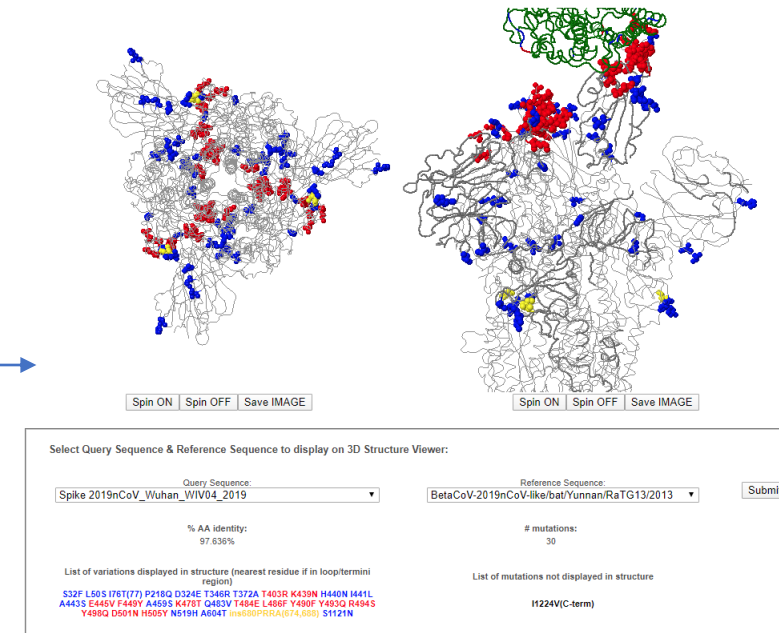 Spin ON Spin OFF Save IMAGE Spin ON Spin OFF Save IMAGE
Select Query Sequence & Reference Sequence to display on 3D Structure Viewer:
Query Sequence: Reference Sequence:
Spike 2019nCoV_Wuhan_WIV04_2019 BetaCoV-2019nCoV-like/bat/Yunnan/RaTG13/2013 Submi
% AA identity: # mutations:
97.636% 30
List of variations displayed in structure (nearest residue if in loop/termini
region)
List of mutations not displayed in structure
S32F L50S I76T(77) P218Q D324E T346R T372A T403R K439N H440N I441L
A443S E445V F449Y A459S K478T Q483V T484E L486F Y490F Y493Q R494S
Y498Q D501N H505Y N519H A604T ins680PRRA(674,688) S1121N
I1224V(C-term)